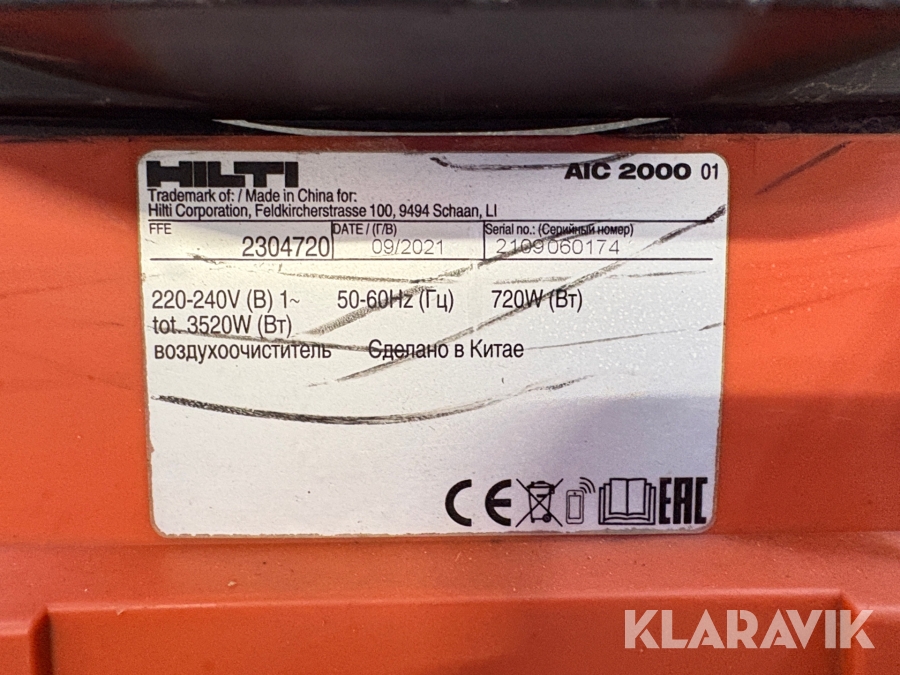 HILTI AIC 2000 01
Trademark of: / Made in China for:
Hilti Corporation, Feldkircherstrasse 100, 9494 Schaan, LI
FFE DATE / (Г/В) Serial no.: (Серийный номер)
2304720 09/2021 2109060174
220-240V (В) 1~ 50-60Hz (Гц) 720W (Вт)
tot. 3520W (Вт)
воздухоочиститель Сделано в Китае
CE EAC
KLARAVIK